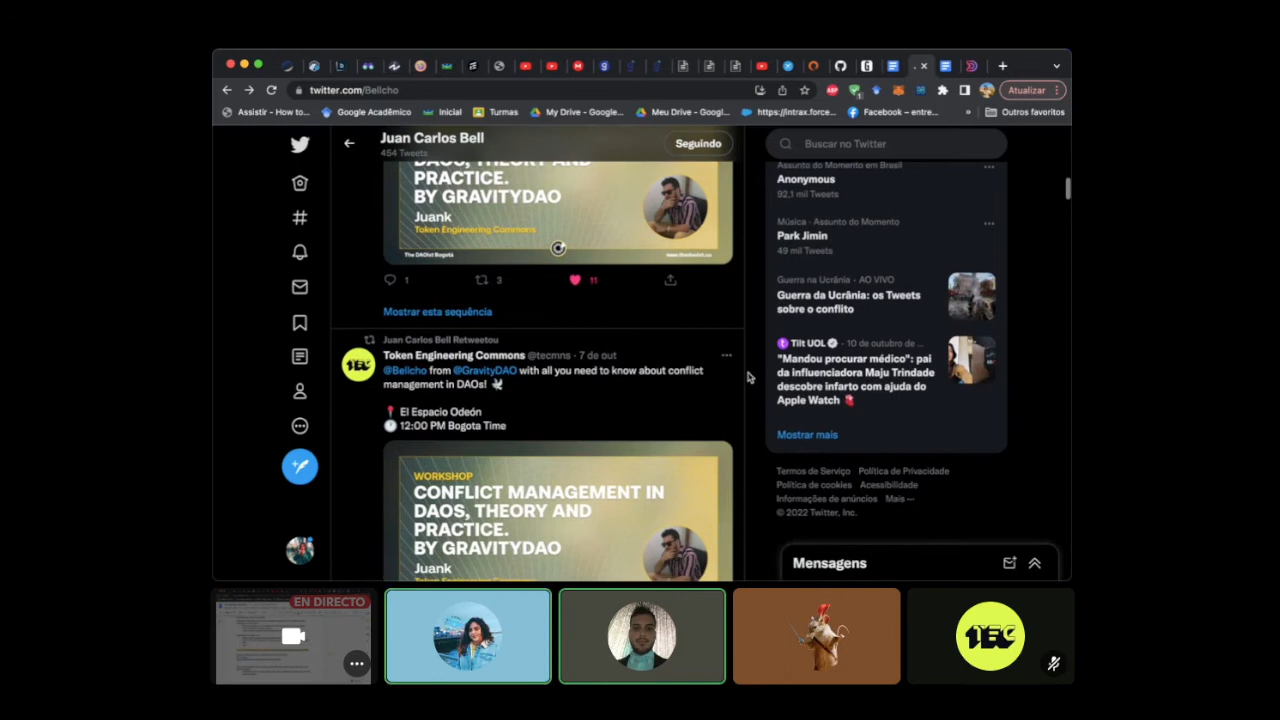 twitter.com/Bellcho
Atualizar
Assistir - How to...
Google Acadêmico
Inicial
Turmas
My Drive - Google...
Meu Drive - Googl...
https://intrax.force...
Facebook – entre...
»
Outros favoritos
Juan Carlos Bell
454 Tweets
Seguindo
Buscar no Twitter
DAOS, THEORY AND
PRACTICE.
BY GRAVITYDAO
Juank
Token Engineering Commons
The DAOist Bogotá
1
3
11
Mostrar esta sequência
Juan Carlos Bell Retweetou
Token Engineering Commons @tecmns · 7 de out
@Bellcho from @GravityDAO with all you need to know about conflict
management in DAOs! 🕊
📍 El Espacio Odeón
🕐 12:00 PM Bogota Time
WORKSHOP
CONFLICT MANAGEMENT IN
DAOS, THEORY AND
PRACTICE.
BY GRAVITYDAO
Juank
Token Engineering Commons
Assunto do Momento em Brasil
Anonymous
92,1 mil Tweets
Música · Assunto do Momento
Park Jimin
49 mil Tweets
Guerra na Ucrânia · AO VIVO
Guerra da Ucrânia: os Tweets
sobre o conflito
Tilt UOL · 10 de outubro de ...
"Mandou procurar médico": pai
da influenciadora Maju Trindade
descobre infarto com ajuda do
Apple Watch
Mostrar mais
Termos de Serviço Política de Privacidade
Política de cookies Acessibilidade
Informações de anúncios Mais ···
© 2022 Twitter, Inc.
Mensagens
EN DIRECTO
TEC